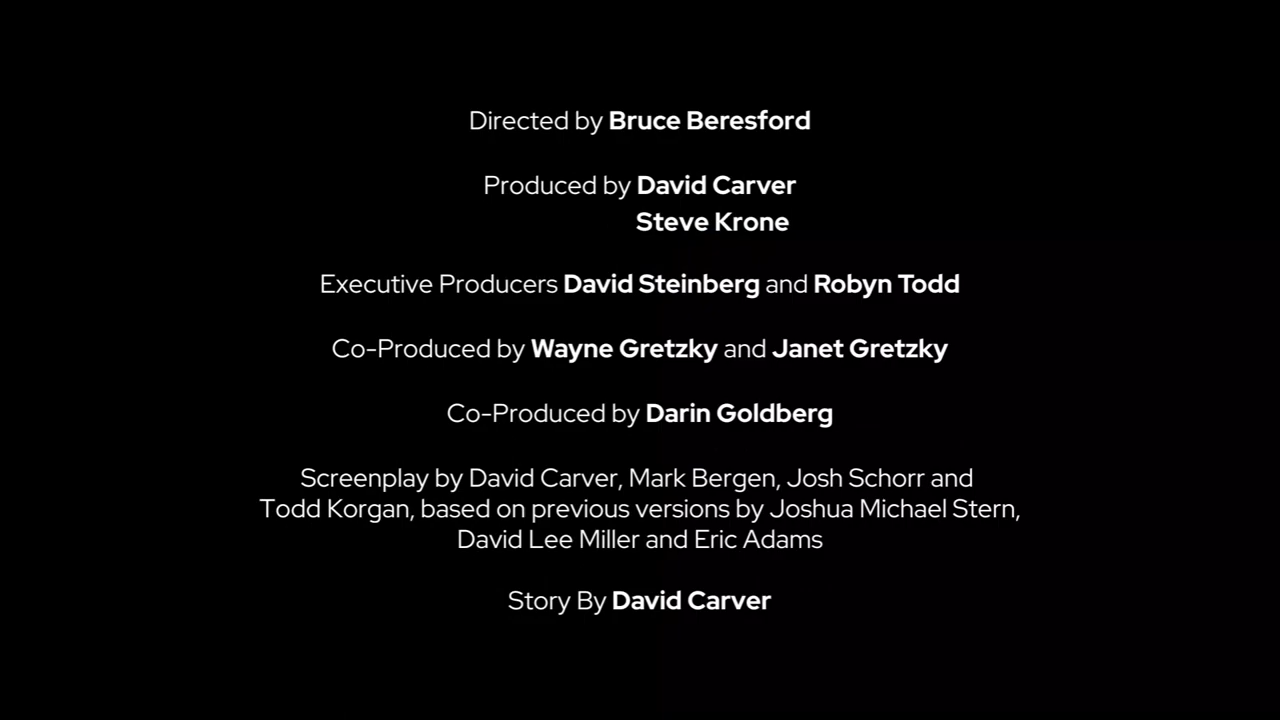 Directed by Bruce Beresford
Produced by David Carver
Steve Krone
Executive Producers David Steinberg and Robyn Todd
Co-Produced by Wayne Gretzky and Janet Gretzky
Co-Produced by Darin Goldberg
Screenplay by David Carver, Mark Bergen, Josh Schorr and
Todd Korgan, based on previous versions by Joshua Michael Stern,
David Lee Miller and Eric Adams
Story By David Carver